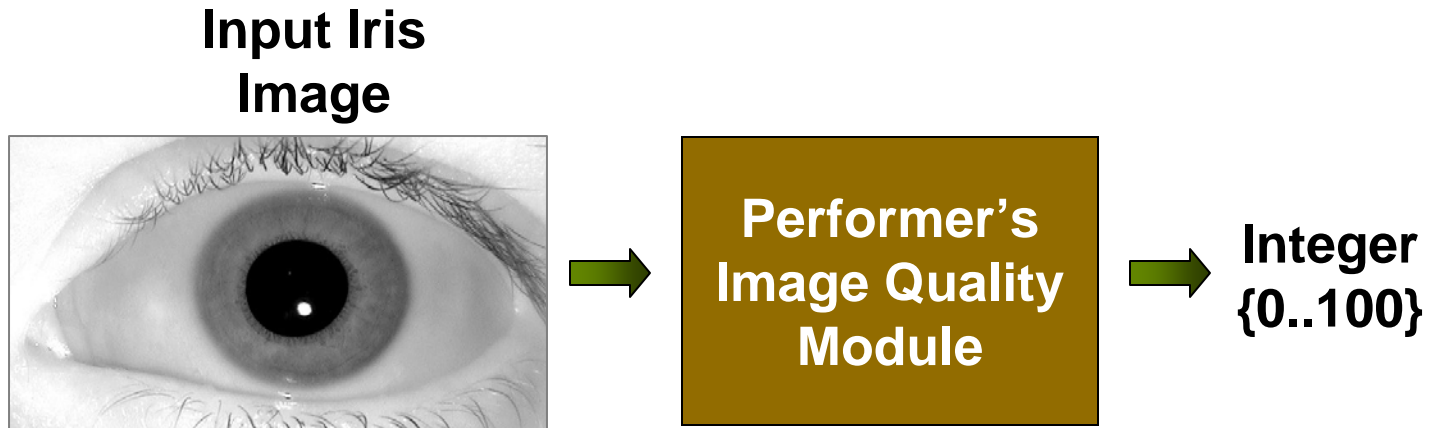 Input Iris
Image
Performer's
Image Quality
Module
Integer
{0..100}